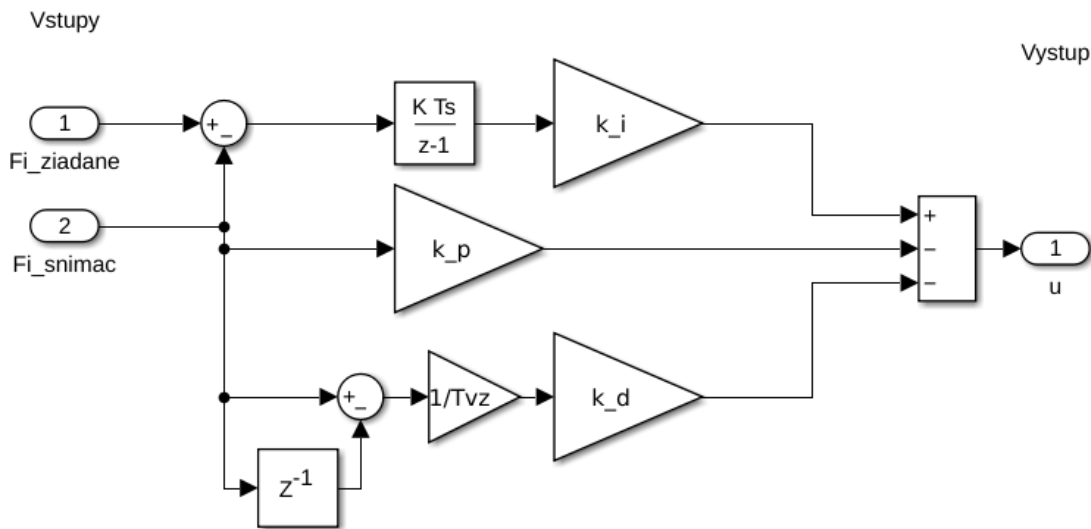 Vstupy
Vystup
1
Fi_ziadane
+
−
K Ts
z-1
k_i
2
Fi_snimac
k_p
+
−
−
1
u
+
−
1/Tvz
k_d
Z-1